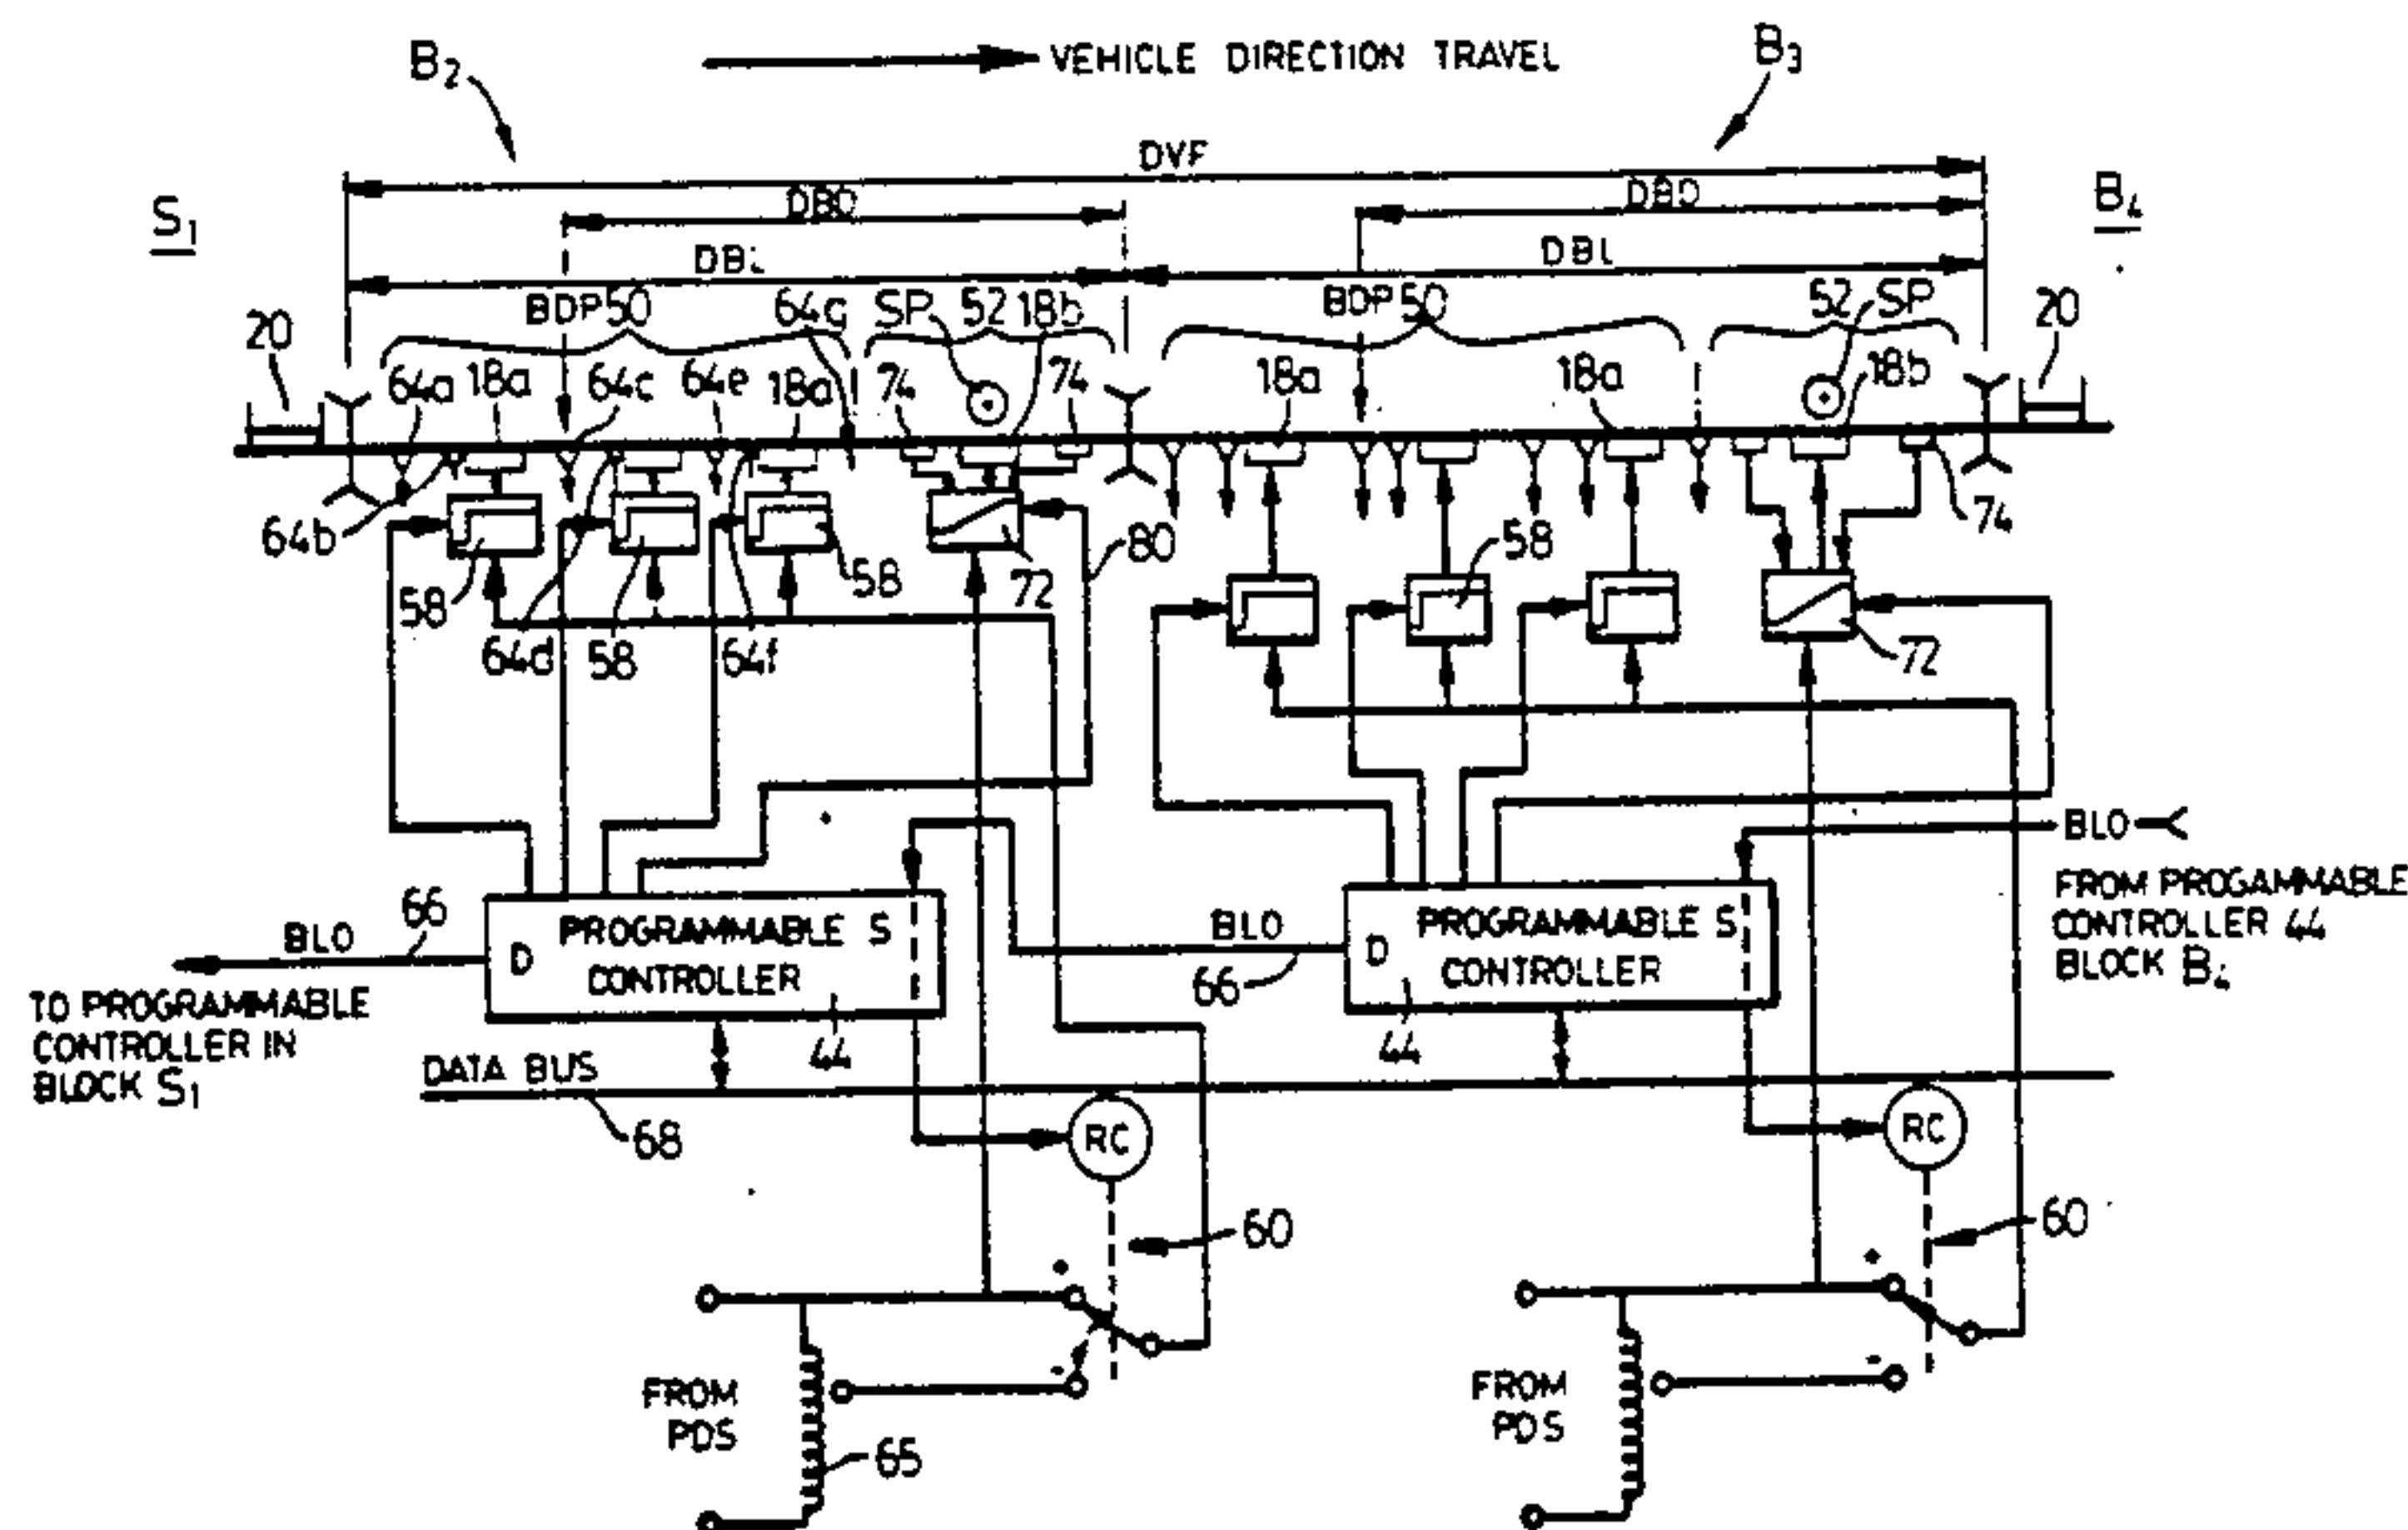 B2
VEHICLE DIRECTION TRAVEL
B3
DVF
DBD
DBD
S1
B4
DBL
DBL
20
BDP 50
64g
SP
52
18b
BDP 50
52
SP
20
64a
18a
64c
64e
18a
74
74
18a
18a
18b
64b
58
64d
58
64f
58
72
80
58
74
72
BLO
FROM PROGAMMABLE
CONTROLLER 44
BLOCK B4
BLO
66
D
PROGRAMMABLE S
CONTROLLER
44
BLO
66
D
PROGRAMMABLE S
CONTROLLER
44
TO PROGRAMMABLE
CONTROLLER IN
BLOCK S1
DATA BUS
68
RC
RC
60
60
FROM
PDS
65
FROM
PDS